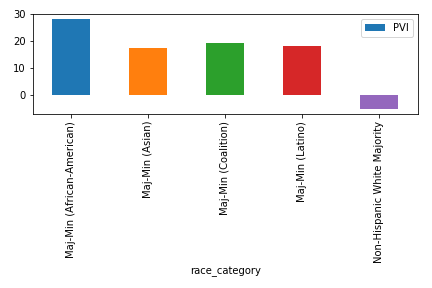 30
20
10
0
PVI
Maj-Min (African-American)
Maj-Min (Asian)
Maj-Min (Coalition)
Maj-Min (Latino)
Non-Hispanic White Majority
race_category